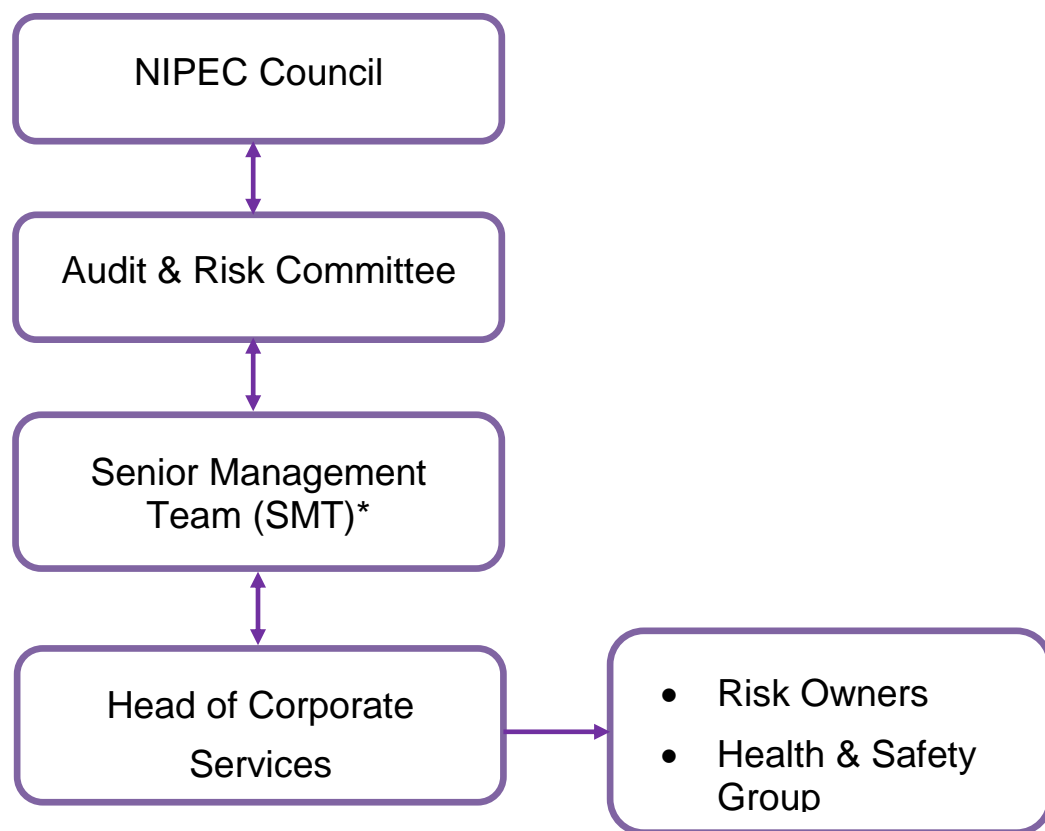 NIPEC Council
Audit & Risk Committee
Senior Management
Team (SMT)*
Head of Corporate
Services
• Risk Owners
• Health & Safety
Group